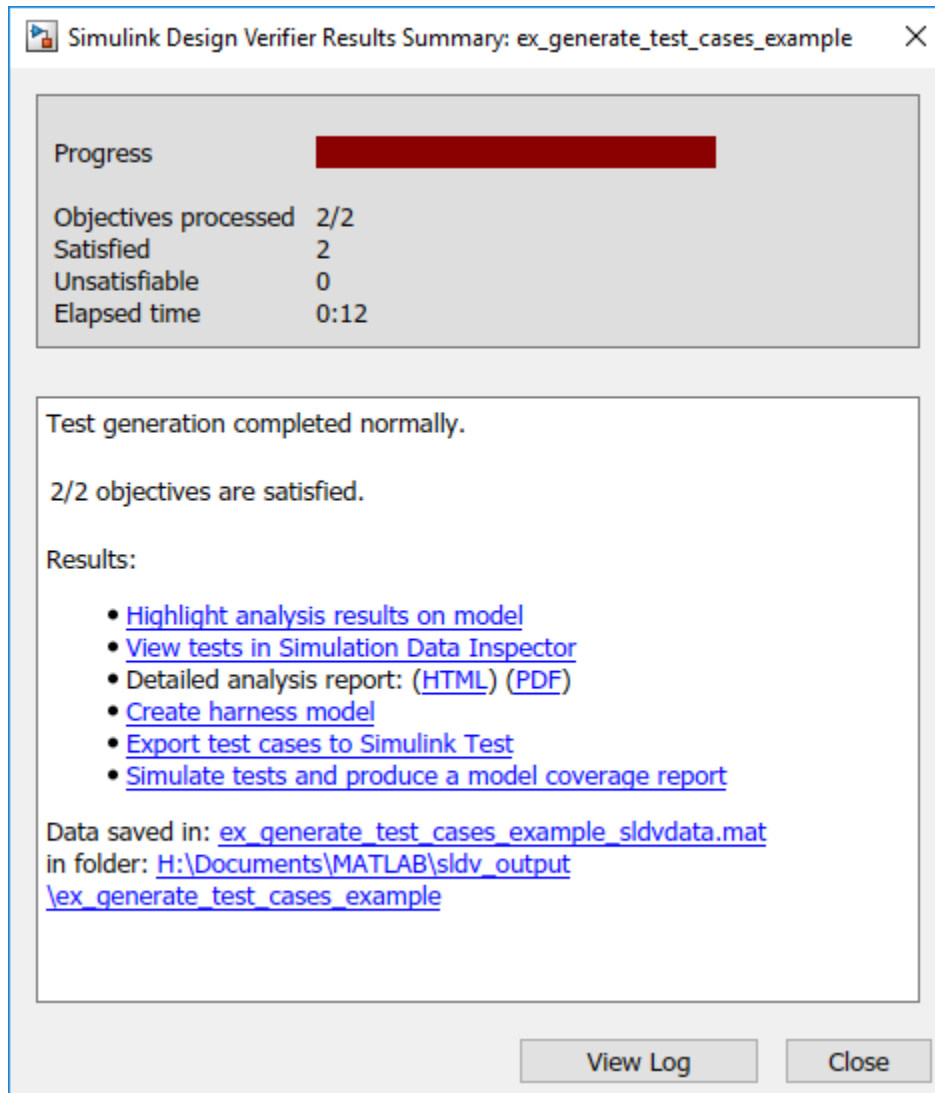 Simulink Design Verifier Results Summary: ex_generate_test_cases_example
Progress
Objectives processed 2/2
Satisfied 2
Unsatisfiable 0
Elapsed time 0:12
Test generation completed normally.
2/2 objectives are satisfied.
Results:
• Highlight analysis results on model
• View tests in Simulation Data Inspector
• Detailed analysis report: (HTML) (PDF)
• Create harness model
• Export test cases to Simulink Test
• Simulate tests and produce a model coverage report
Data saved in: ex_generate_test_cases_example_sldvdata.mat
in folder: H:\Documents\MATLAB\sldv_output
\ex_generate_test_cases_example
View Log Close